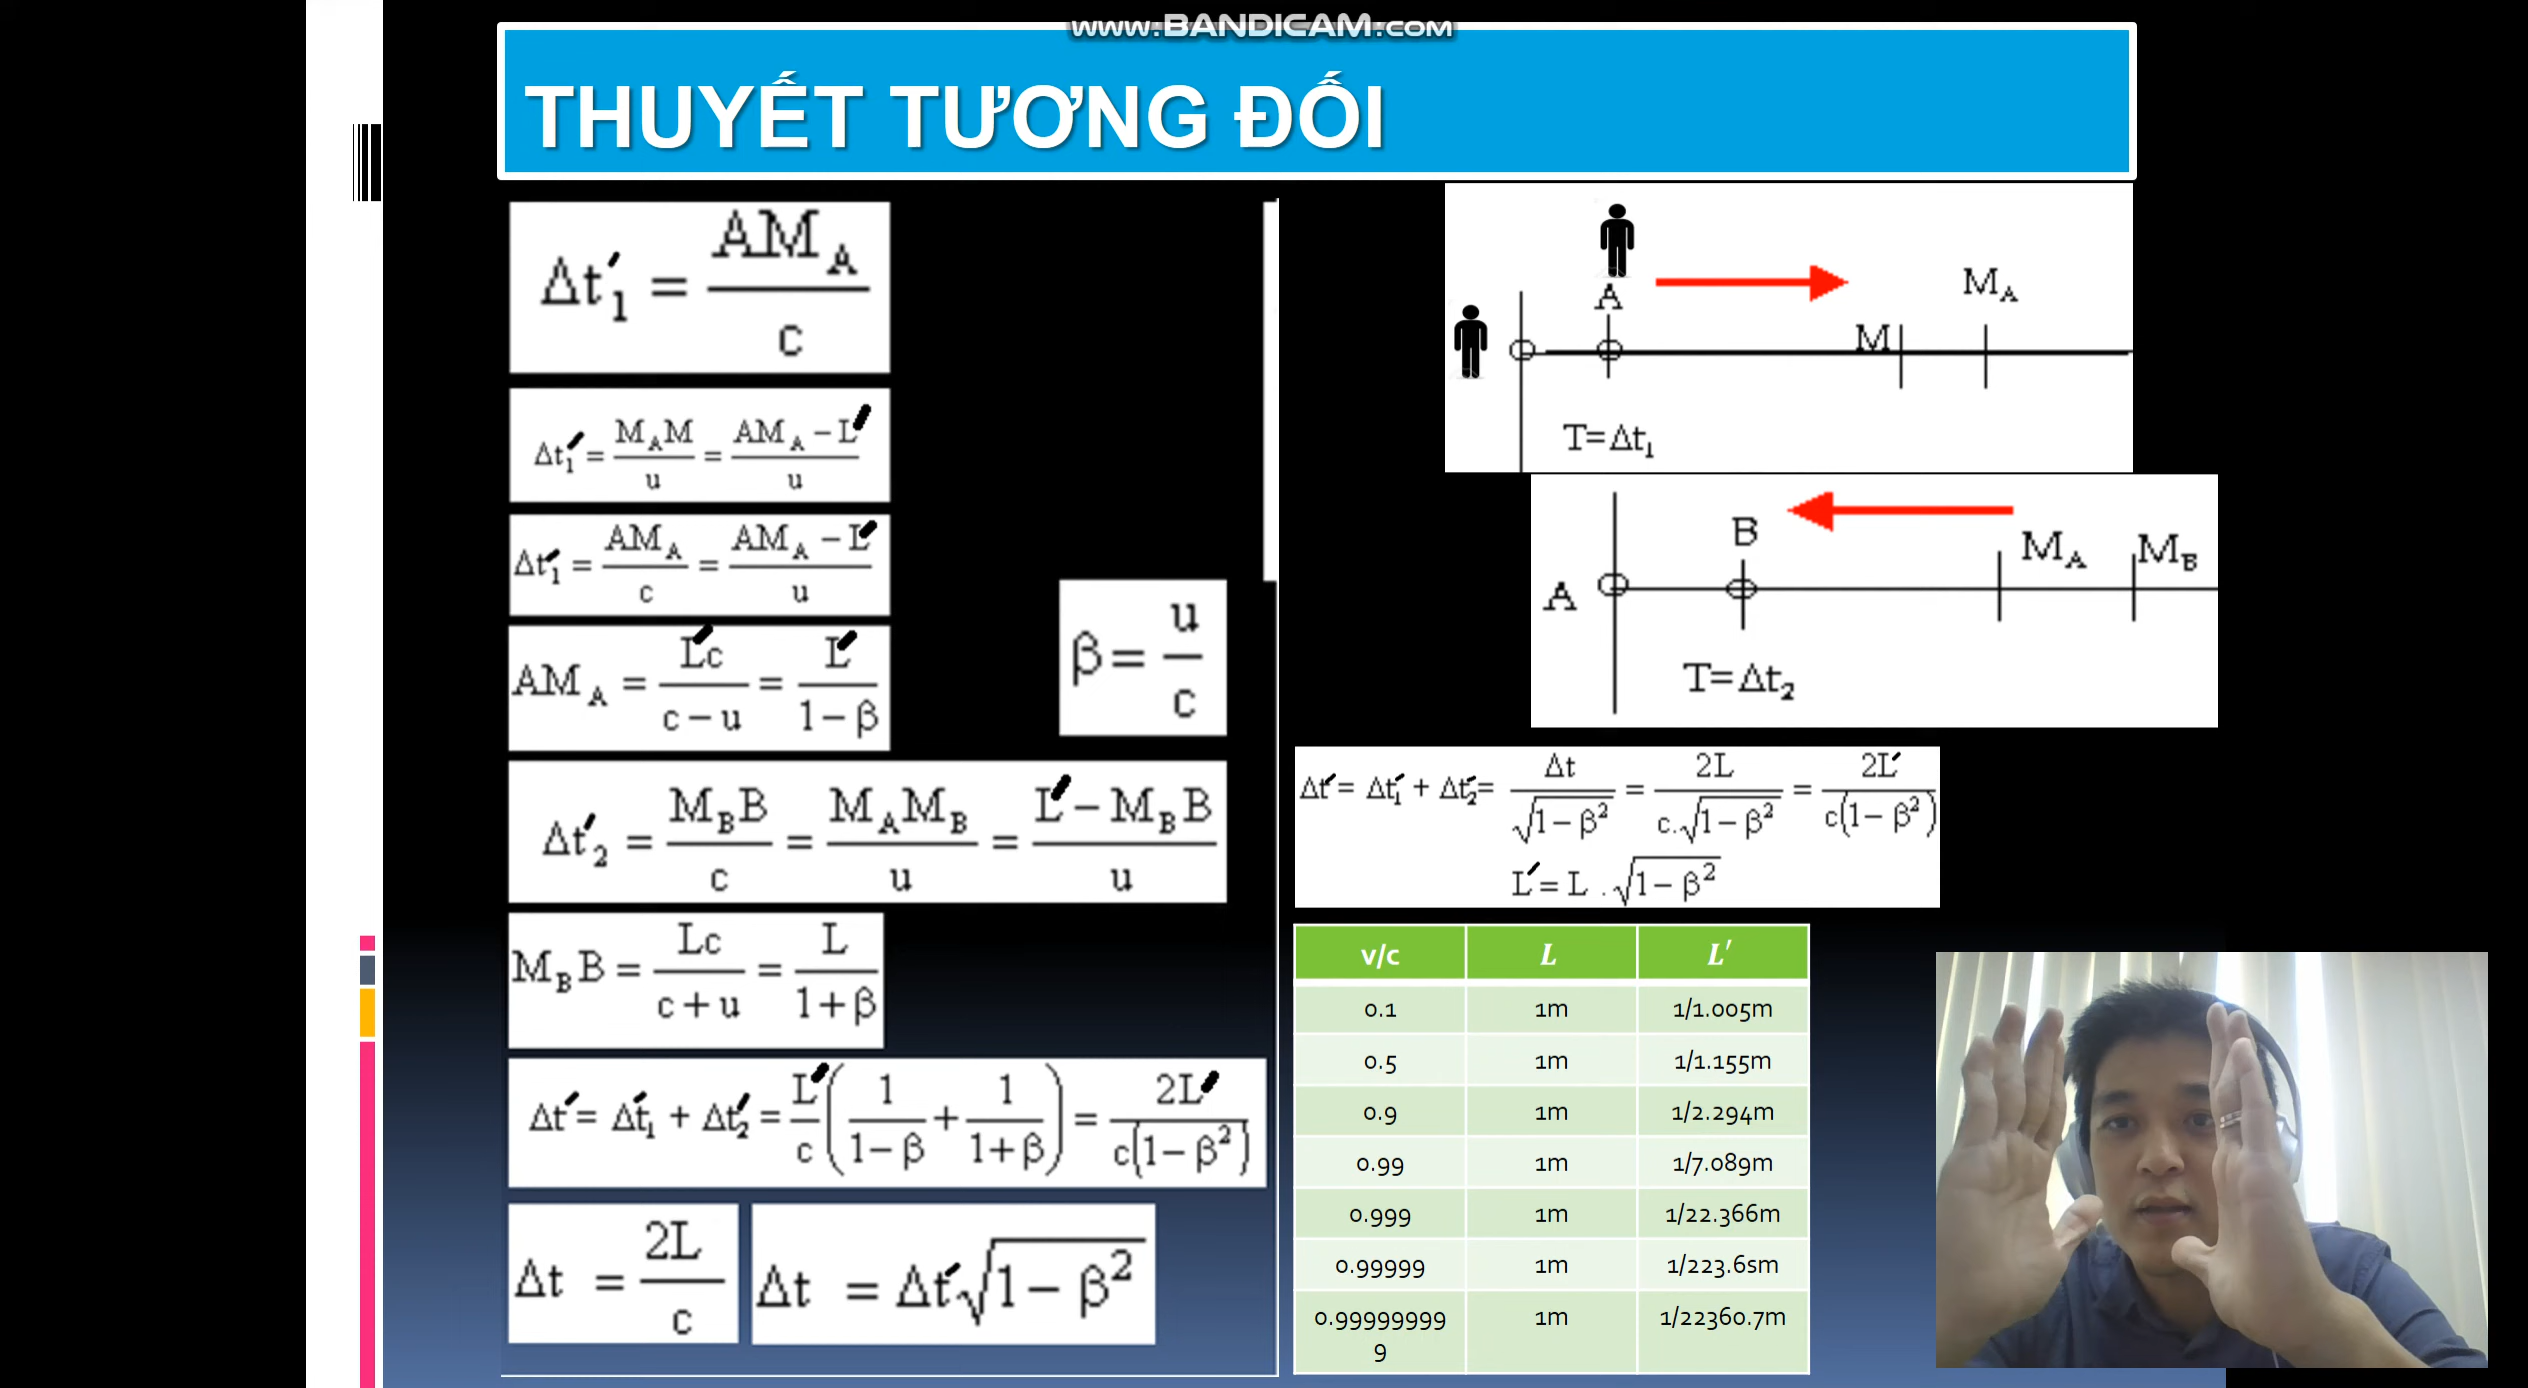 www.BANDICAM.com
THUYẾT TƯƠNG ĐỐI
Δt′₁ = AM_A / c
Δt′₁ = M_AM / u = (AM_A − L′) / u
Δt′₁ = AM_A / c = (AM_A − L′) / u
AM_A = L′c / (c − u) = L′ / (1 − β)
β = u / c
Δt′₂ = M_BB / c = M_AM_B / u = (L′ − M_BB) / u
M_BB = Lc / (c + u) = L / (1 + β)
Δt′ = Δt′₁ + Δt′₂ = L′/c (1/(1 − β) + 1/(1 + β)) = 2L′ / c(1 − β²)
Δt = 2L / c
Δt = Δt′√(1 − β²)
A
M_A
M
T=Δt₁
B
M_A M_B
A
T=Δt₂
Δt′= Δt′₁ + Δt′₂= Δt / √(1 − β²) = 2L / c.√(1 − β²) = 2L′ / c(1 − β²)
L′= L .√(1 − β²)
v/c L L′
0.1 1m 1/1.005m
0.5 1m 1/1.155m
0.9 1m 1/2.294m
0.99 1m 1/7.089m
0.999 1m 1/22.366m
0.99999 1m 1/223.6sm
0.99999999 1m 1/22360.7m
9